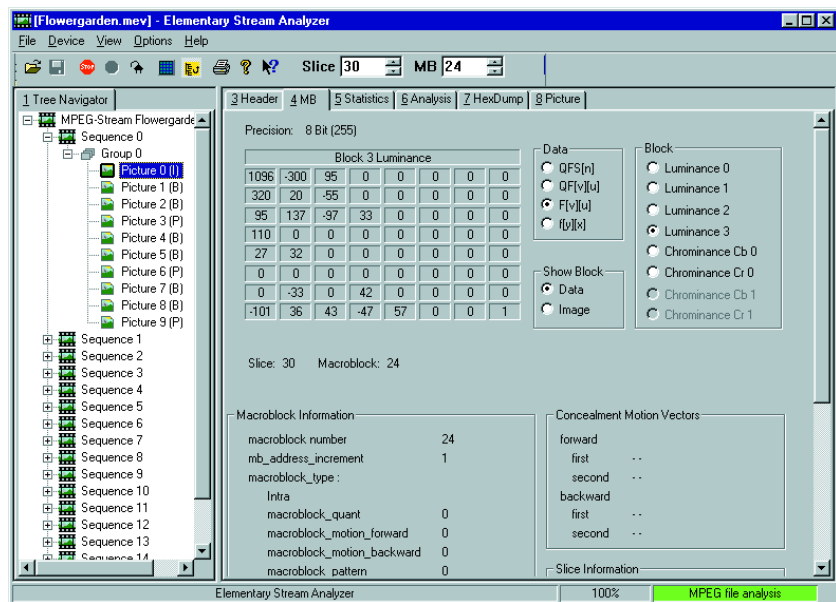 [Flowergarden.mev] - Elementary Stream Analyzer
File Device View Options Help
STOP
Slice 30 MB 24
1 Tree Navigator
MPEG-Stream Flowergarde
Sequence 0
Group 0
Picture 0 (I)
Picture 1 (B)
Picture 2 (B)
Picture 3 (P)
Picture 4 (B)
Picture 5 (B)
Picture 6 (P)
Picture 7 (B)
Picture 8 (B)
Picture 9 (P)
Sequence 1
Sequence 2
Sequence 3
Sequence 4
Sequence 5
Sequence 6
Sequence 7
Sequence 8
Sequence 9
Sequence 10
Sequence 11
Sequence 12
Sequence 13
Sequence 14
3 Header 4 MB 5 Statistics 6 Analysis 7 HexDump 8 Picture
Precision: 8 Bit (255)
Block 3 Luminance
1096 -300 95 0 0 0 0 0
320 20 -55 0 0 0 0 0
95 137 -97 33 0 0 0 0
110 0 0 0 0 0 0 0
27 32 0 0 0 0 0 0
0 0 0 0 0 0 0 0
0 -33 0 42 0 0 0 0
-101 36 43 -47 57 0 0 1
Data
QFS[n]
QF[v][u]
F[v][u]
f[y][x]
Show Block
Data
Image
Block
Luminance 0
Luminance 1
Luminance 2
Luminance 3
Chrominance Cb 0
Chrominance Cr 0
Chrominance Cb 1
Chrominance Cr 1
Slice: 30 Macroblock: 24
Macroblock Information
macroblock number 24
mb_address_increment 1
macroblock_type :
Intra
macroblock_quant 0
macroblock_motion_forward 0
macroblock_motion_backward 0
macroblock_pattern 0
Concealment Motion Vectors
forward
first - -
second - -
backward
first - -
second - -
Slice Information
Elementary Stream Analyzer 100% MPEG file analysis